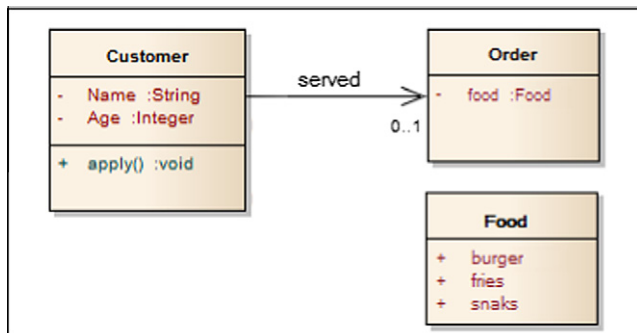 Customer
- Name :String
- Age :Integer
+ apply() :void
served
0..1
Order
- food :Food
Food
+ burger
+ fries
+ snaks